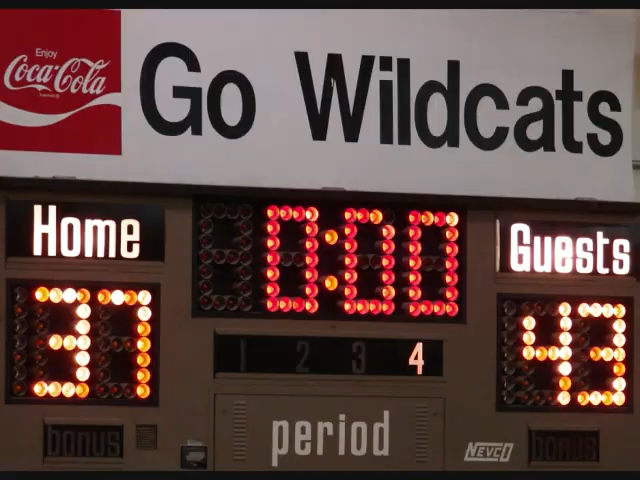 Enjoy
Coca-Cola
Go Wildcats
Home 0:00 Guests
37 43
1 2 3 4
period
bonus NEVCO bonus